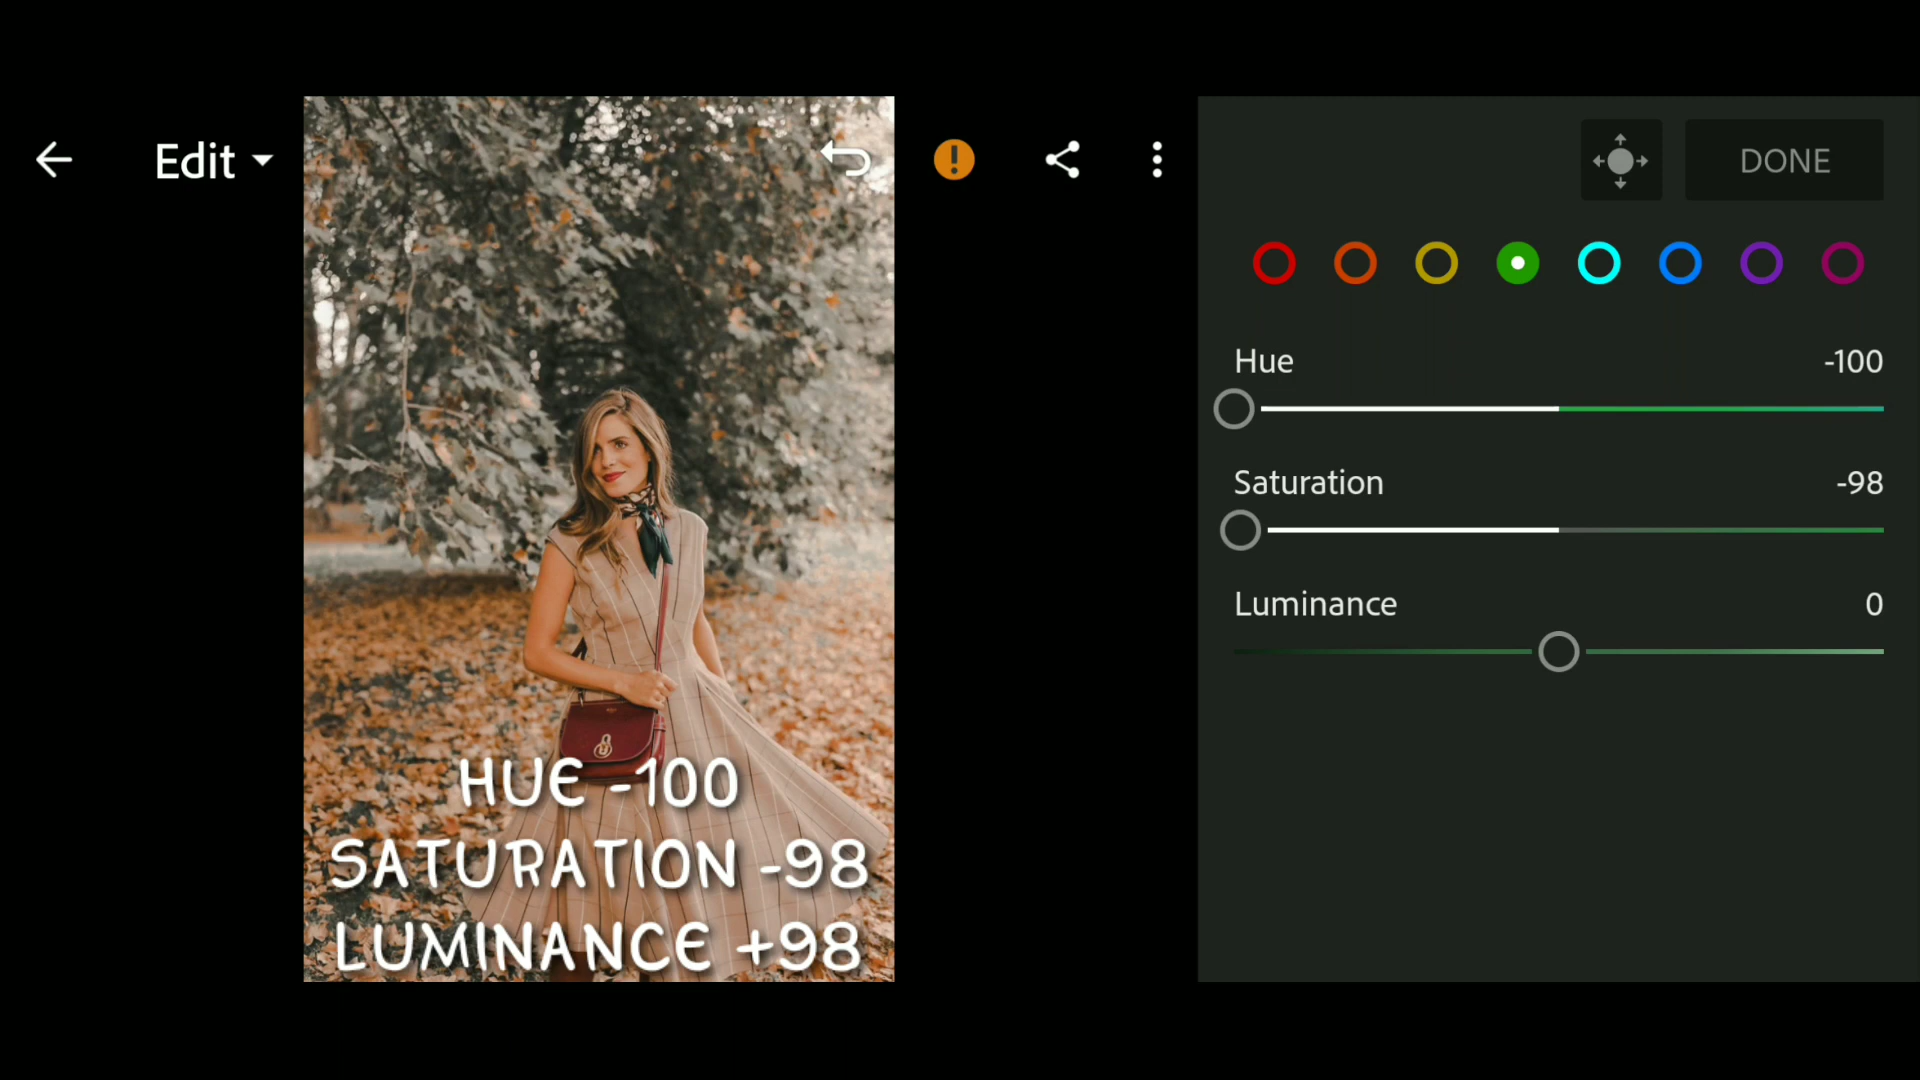 Edit
DONE
Hue -100
Saturation -98
Luminance 0
HUE -100
SATURATION -98
LUMINANCE +98